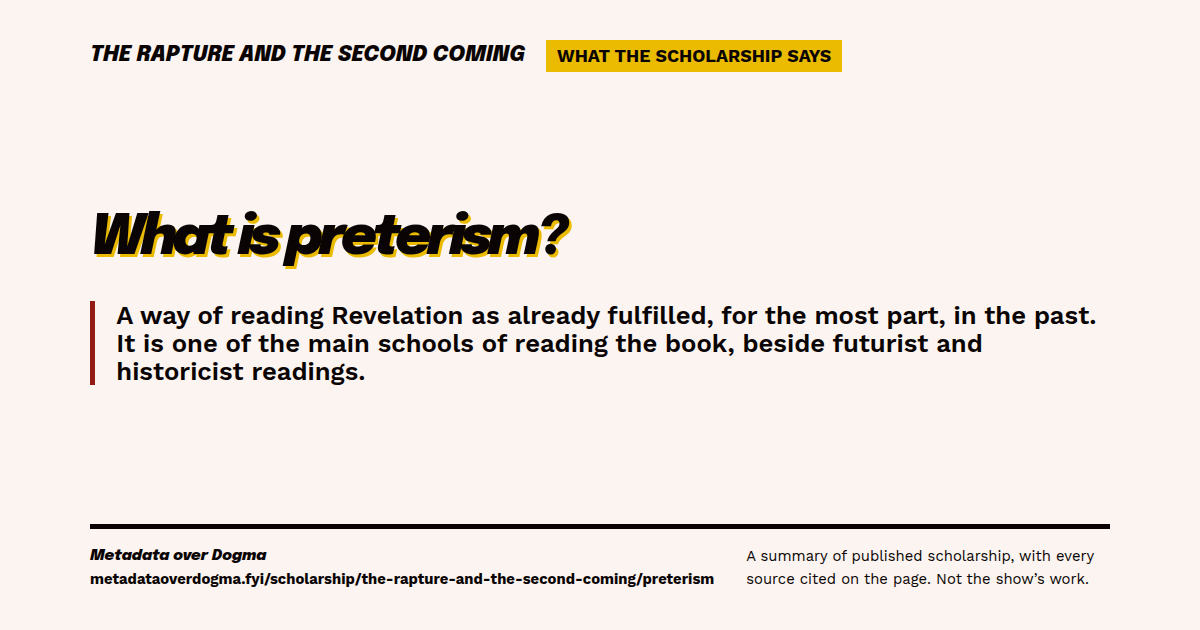 THE RAPTURE AND THE SECOND COMING
WHAT THE SCHOLARSHIP SAYS
What is preterism?
A way of reading Revelation as already fulfilled, for the most part, in the past.
It is one of the main schools of reading the book, beside futurist and
historicist readings.
Metadata over Dogma
metadataoverdogma.fyi/scholarship/the-rapture-and-the-second-coming/preterism
A summary of published scholarship, with every
source cited on the page. Not the show’s work.